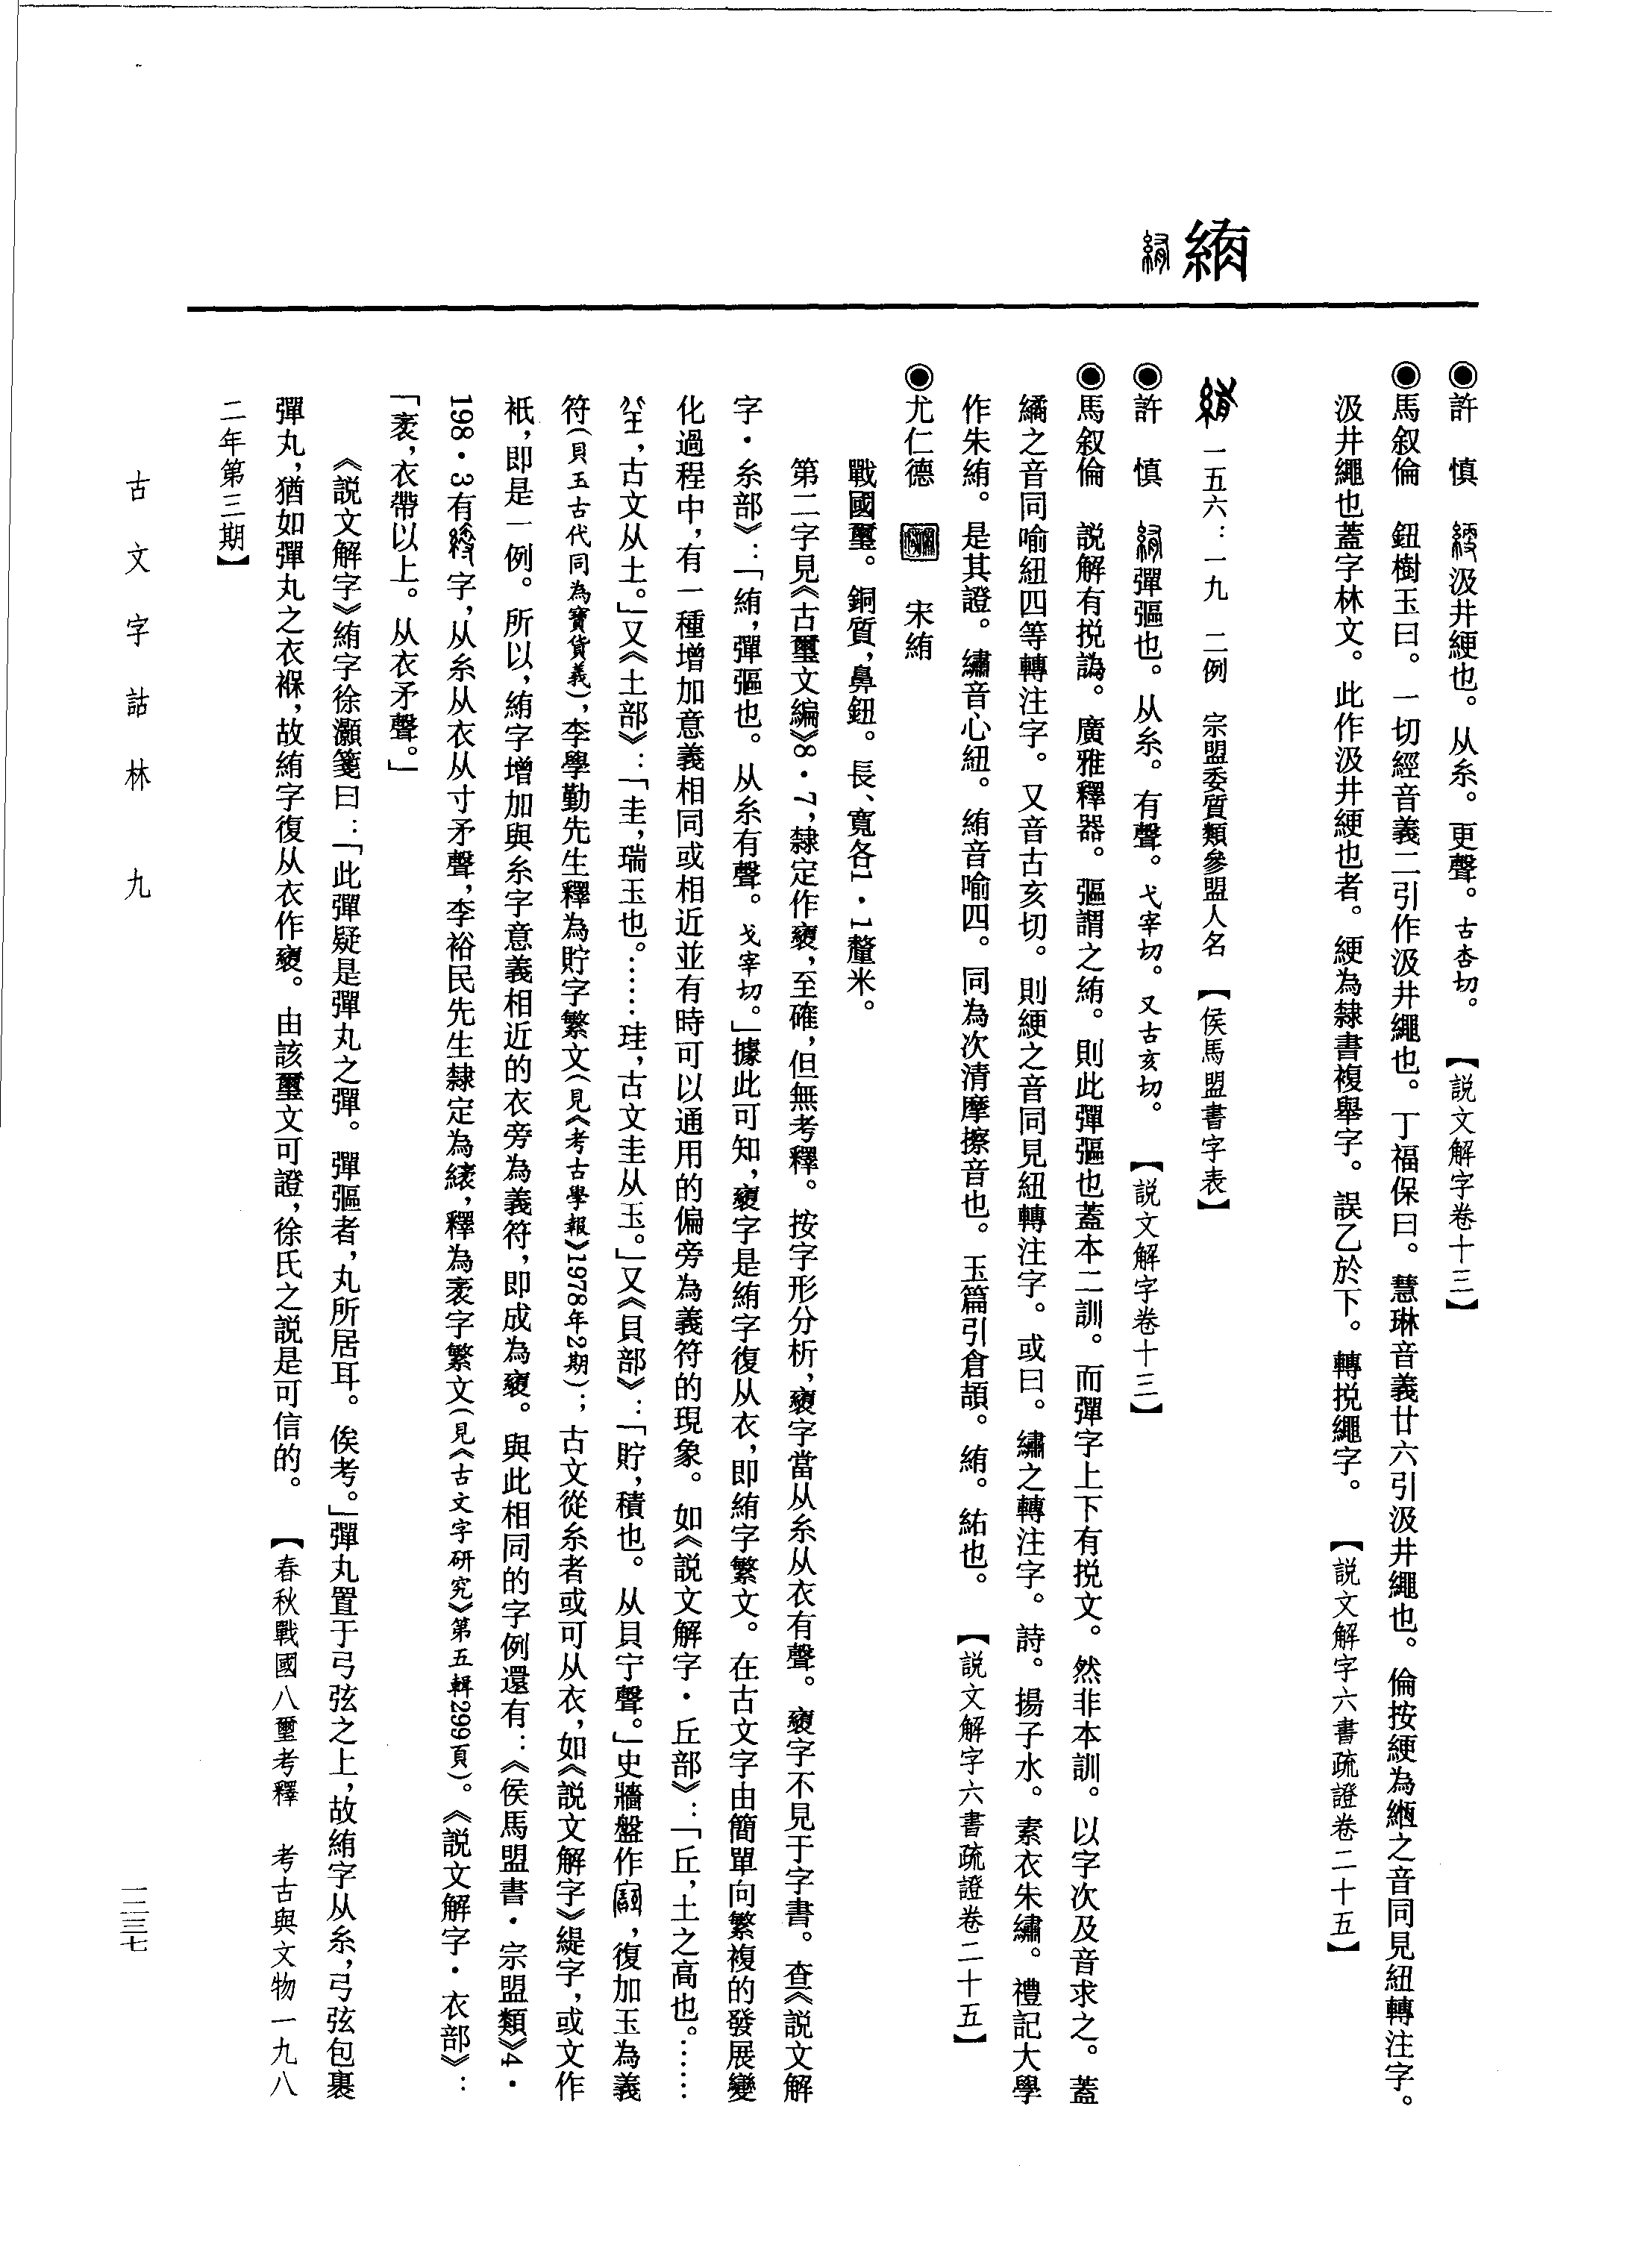 絠
◉許　慎　汲井綆也。从糸。更聲。古杏切。【説文解字卷十三】
◉馬叙倫　鈕樹玉曰。一切經音義二引作汲井繩也。丁福保曰。慧琳音義廿六引汲井繩也。倫按綆為緪之音同見紐轉注字。
汲井繩也蓋字林文。此作汲井綆也者。綆為隸書複舉字。誤乙於下。轉挩繩字。【説文解字六書疏證卷二十五】
一五六：一九　二例　宗盟委質類參盟人名　【侯馬盟書字表】
◉許　慎　彈彄也。从糸。有聲。弋宰切。又古亥切。【説文解字卷十三】
◉馬叙倫　説解有挩譌。廣雅釋器。彄謂之絠。則此彈彄也蓋本二訓。而彈字上下有挩文。然非本訓。以字次及音求之。蓋
繘之音同喻紐四等轉注字。又音古亥切。則綆之音同見紐轉注字。或曰。繡之轉注字。詩。揚子水。素衣朱繡。禮記大學
作朱絠。是其證。繡音心紐。絠音喻四。同為次清摩擦音也。玉篇引倉頡。絠。紩也。【説文解字六書疏證卷二十五】
◉尤仁德　宋絠
戰國璽。銅質，鼻鈕。長、寬各1·1釐米。
第二字見《古璽文編》8·7，隸定作，至確，但無考釋。按字形分析，字當从糸从衣有聲。字不見于字書。查《説文解
字·糸部》：「絠，彈彄也。从糸有聲。弋宰切。」據此可知，字是絠字復从衣，即絠字繁文。在古文字由簡單向繁複的發展變
化過程中，有一種增加意義相同或相近並有時可以通用的偏旁為義符的現象。如《説文解字·丘部》：「丘，土之高也。……
，古文从土。」又《土部》：「圭，瑞玉也。……珪，古文圭从玉。」又《貝部》：「貯，積也。从貝宁聲。」史牆盤作，復加玉為義
符（貝玉古代同為寶貨義），李學勤先生釋為貯字繁文（見《考古學報》1978年2期）；古文從糸者或可从衣，如《説文解字》緹字，或文作
衹，即是一例。所以，絠字增加與糸字意義相近的衣旁為義符，即成為。與此相同的字例還有：《侯馬盟書·宗盟類》4·
198·3有字，从糸从衣从寸矛聲，李裕民先生隸定為，釋為袤字繁文（見《古文字研究》第五輯299頁）。《説文解字·衣部》：
「袤，衣帶以上。从衣矛聲。」
《説文解字》絠字徐灝箋曰：「此彈疑是彈丸之彈。彈彄者，丸所居耳。俟考。」彈丸置于弓弦之上，故絠字从糸，弓弦包裹
彈丸，猶如彈丸之衣褓，故絠字復从衣作。由該璽文可證，徐氏之説是可信的。【春秋戰國八璽考釋　考古與文物一九八
二年第三期】
古文字詁林　九
一二三七